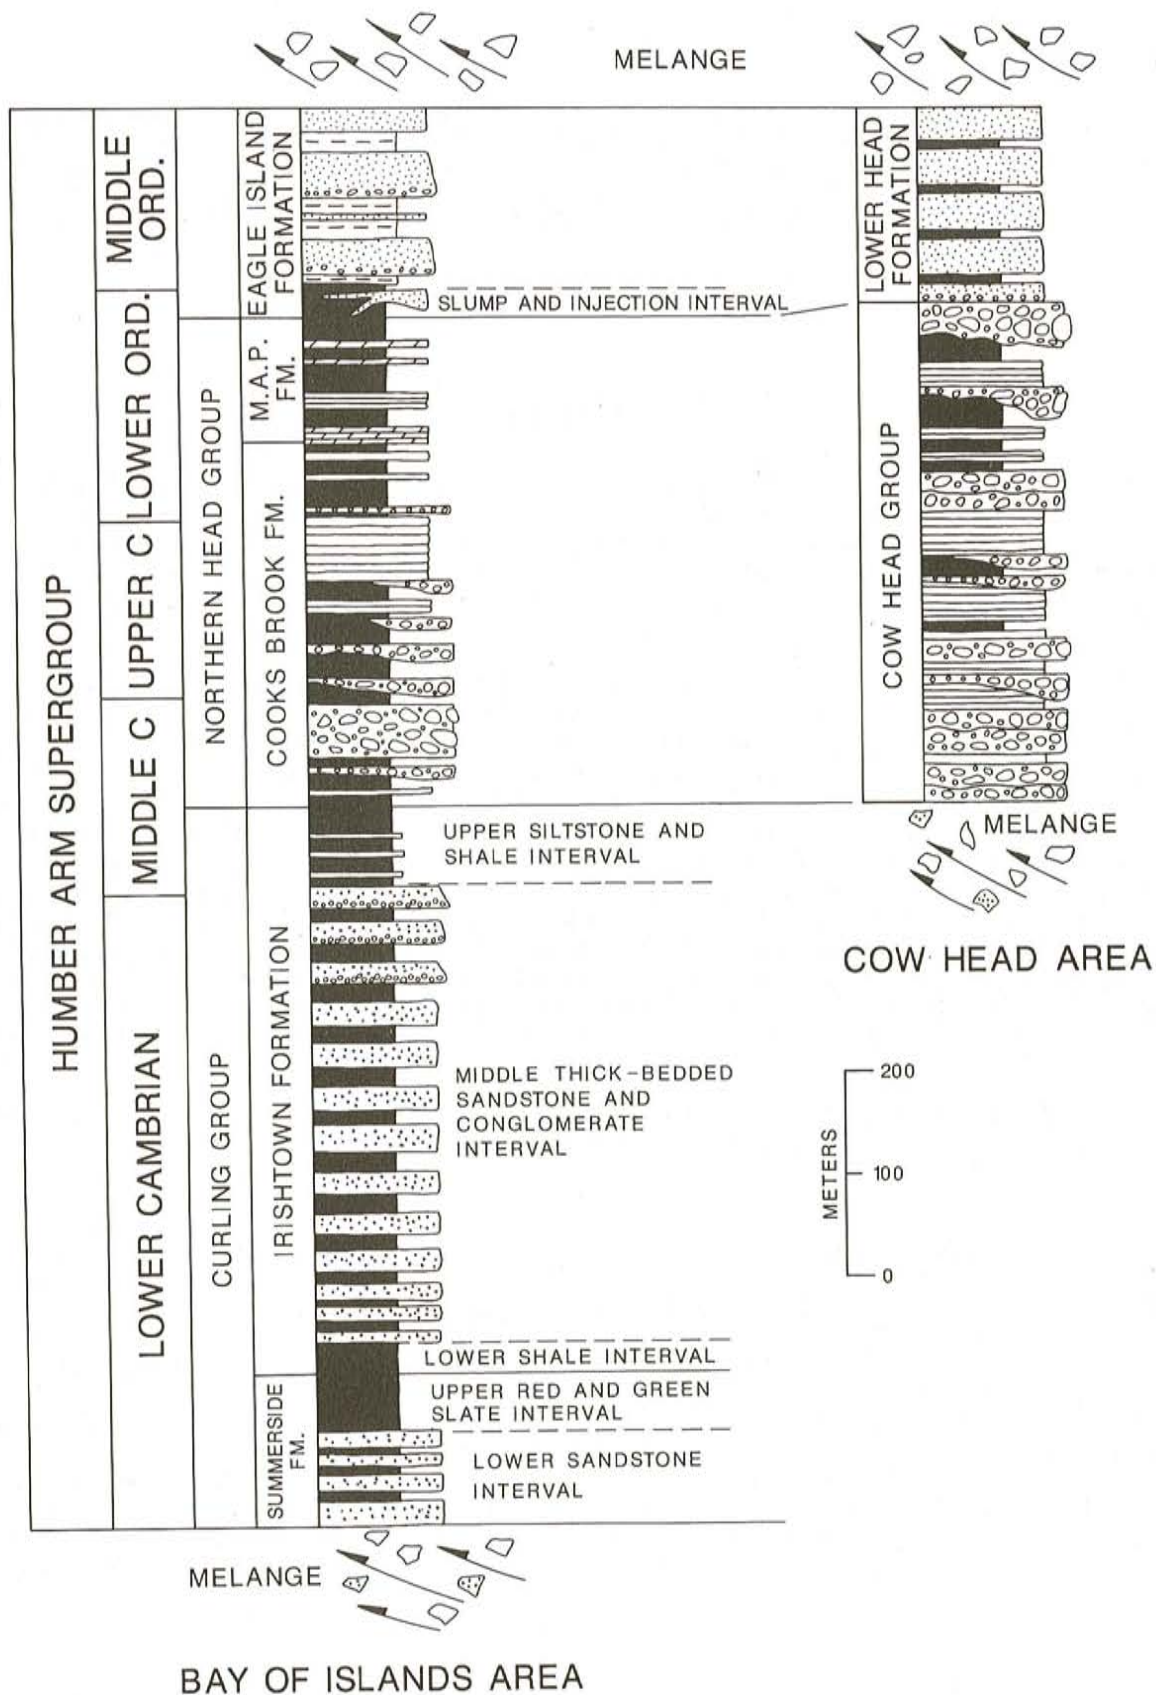 MELANGE
HUMBER ARM SUPERGROUP
MIDDLE
ORD.
LOWER ORD.
UPPER C
MIDDLE C
LOWER CAMBRIAN
NORTHERN HEAD GROUP
CURLING GROUP
EAGLE ISLAND
FORMATION
M.A.P.
FM.
COOKS BROOK FM.
IRISHTOWN FORMATION
SUMMERSIDE
FM.
SLUMP AND INJECTION INTERVAL
UPPER SILTSTONE AND
SHALE INTERVAL
MIDDLE THICK-BEDDED
SANDSTONE AND
CONGLOMERATE
INTERVAL
LOWER SHALE INTERVAL
UPPER RED AND GREEN
SLATE INTERVAL
LOWER SANDSTONE
INTERVAL
MELANGE
BAY OF ISLANDS AREA
LOWER HEAD
FORMATION
COW HEAD GROUP
MELANGE
COW HEAD AREA
METERS
200
100
0